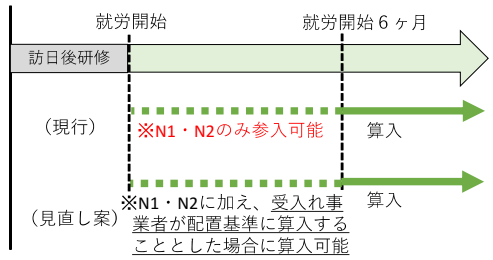 就労開始
就労開始６ヶ月
訪日後研修
（現行）
※N1・N2のみ参入可能
算入
（見直し案）
※N1・N2に加え、受入れ事
業者が配置基準に算入する
こととした場合に算入可能
算入